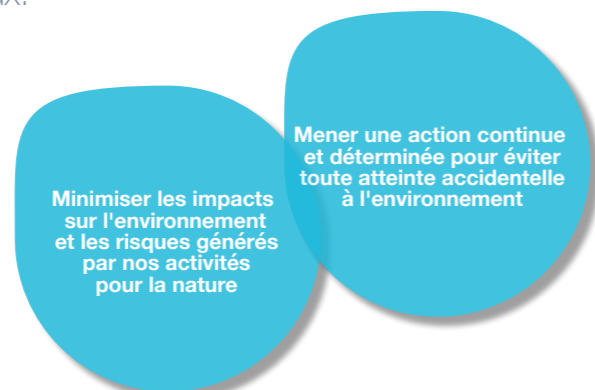 Mener une action continue
et déterminée pour éviter
toute atteinte accidentelle
à l'environnement
Minimiser les impacts
sur l'environnement
et les risques générés
par nos activités
pour la nature